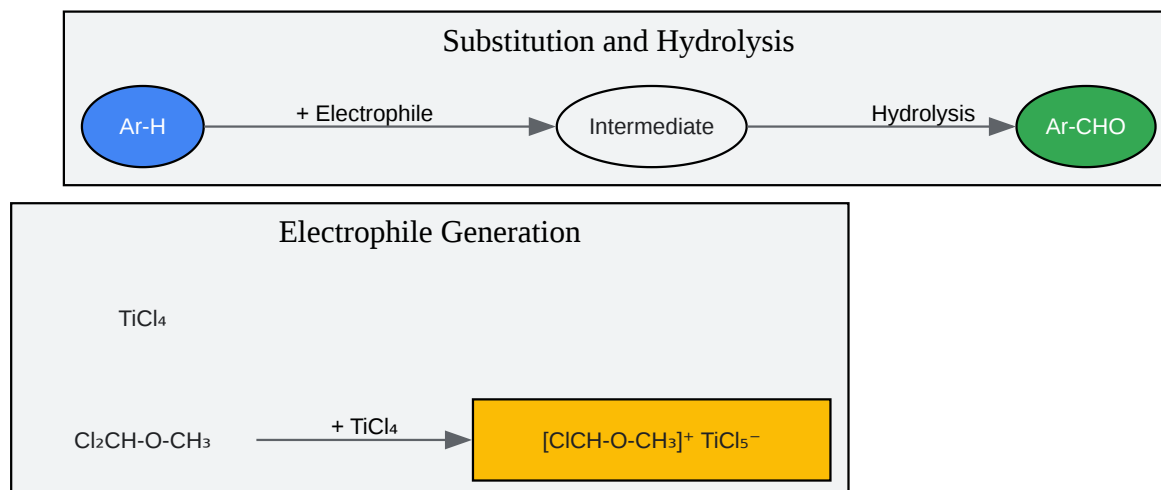 Substitution and Hydrolysis
Ar-H
+ Electrophile
Intermediate
Hydrolysis
Ar-CHO
Electrophile Generation
TiCl₄
Cl₂CH-O-CH₃
+ TiCl₄
[ClCH-O-CH₃]⁺ TiCl₅⁻